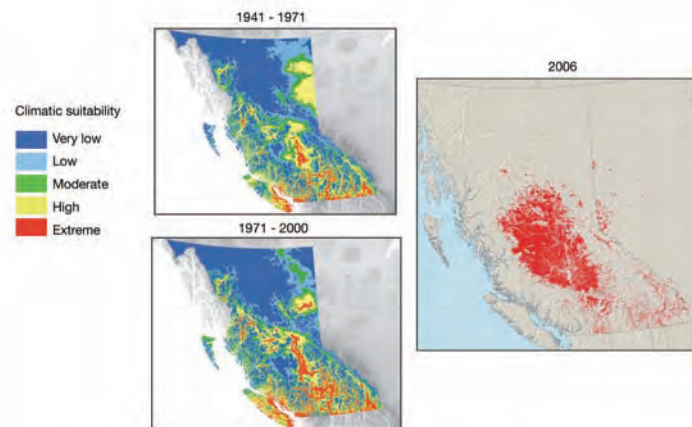 1941 - 1971
2006
Climatic suitability
Very low
Low
Moderate
High
Extreme
1971 - 2000